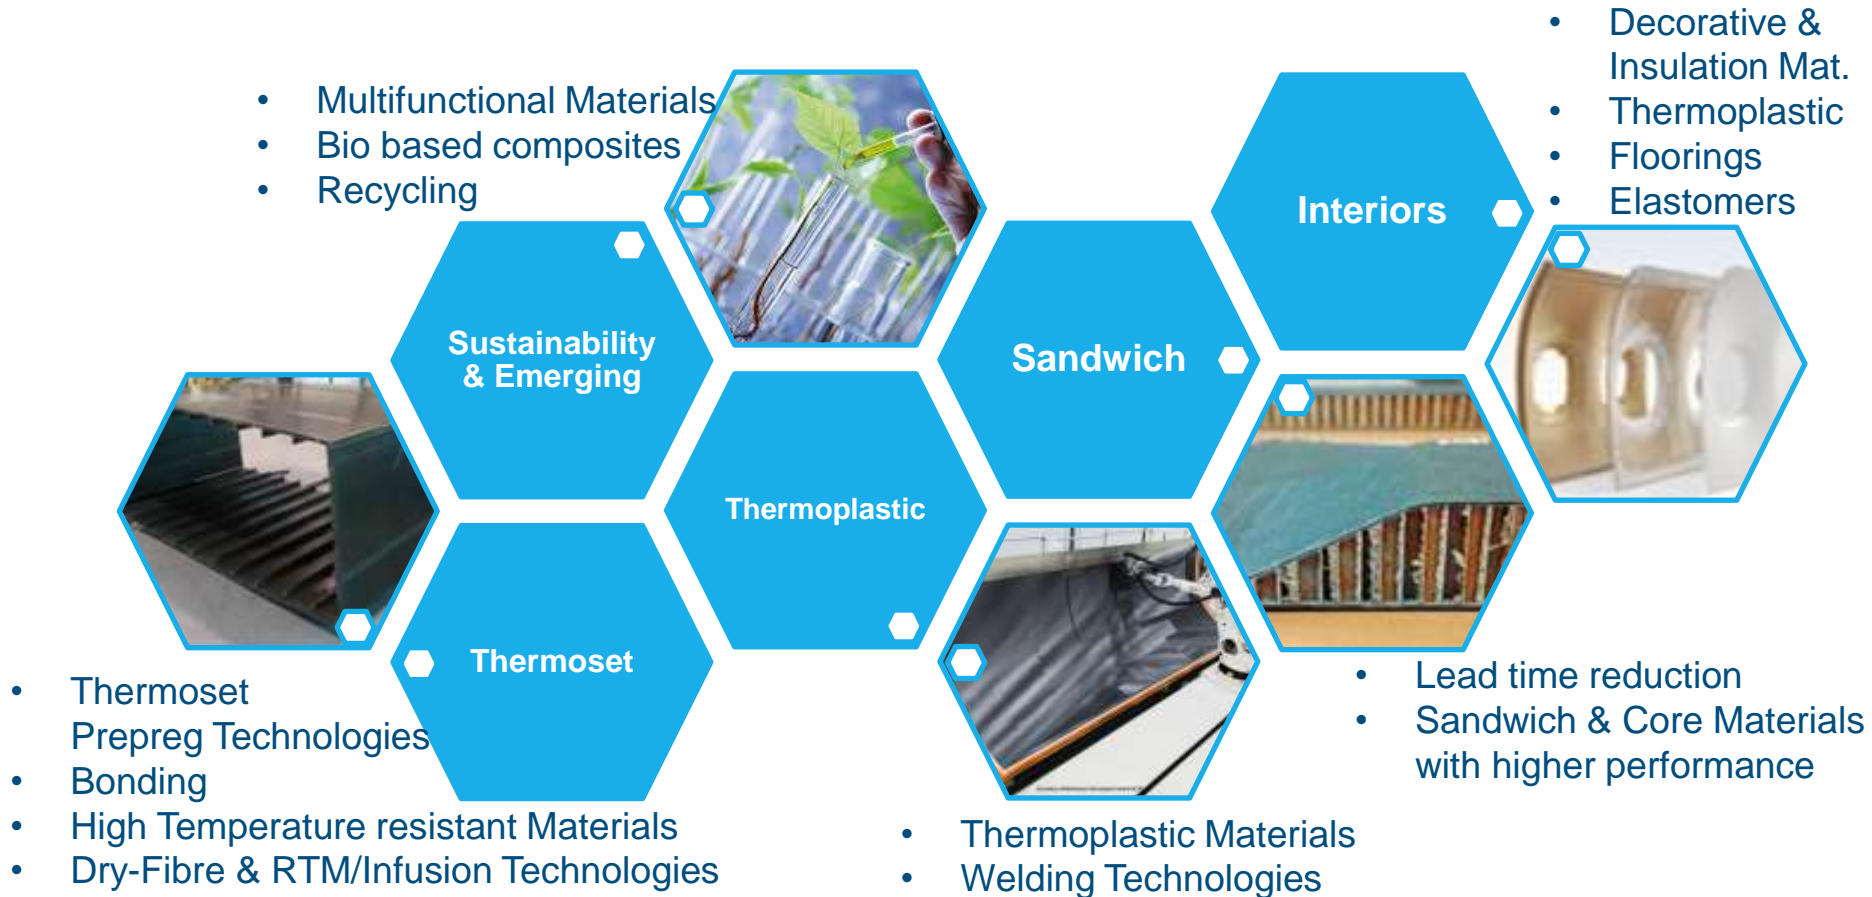 • Decorative &
Insulation Mat.
• Thermoplastic
• Floorings
• Elastomers
• Multifunctional Materials
• Bio based composites
• Recycling
Interiors
Sustainability
& Emerging
Sandwich
Thermoplastic
Thermoset
• Thermoset
Prepreg Technologies
• Bonding
• High Temperature resistant Materials
• Dry-Fibre & RTM/Infusion Technologies
• Lead time reduction
• Sandwich & Core Materials
with higher performance
• Thermoplastic Materials
• Welding Technologies